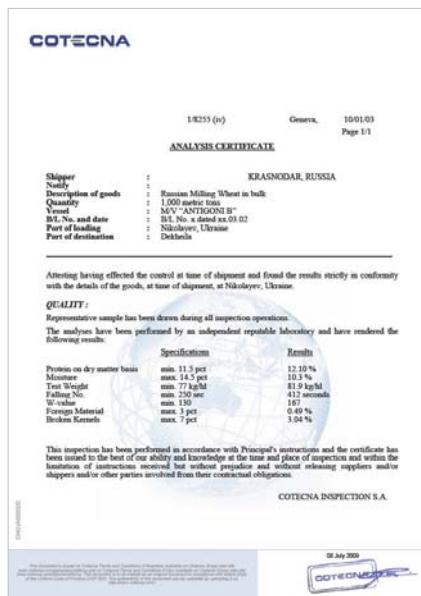 COTECNA
1/8255 (iv) Geneva, 10/01/03
Page 1/1
ANALYSIS CERTIFICATE
Shipper : KRASNODAR, RUSSIA
Notify :
Description of goods : Russian Milling Wheat in bulk
Quantity : 1,000 metric tons
Vessel : M/V "ANTIGONI B"
B/L No. and date : B/L No. x dated xx.03.02
Port of loading : Nikolayev, Ukraine
Port of destination : Dekheila
Attesting having effected the control at time of shipment and found the results strictly in conformity
with the details of the goods, at time of shipment, at Nikolayev, Ukraine.
QUALITY :
Representative sample has been drawn during all inspection operations.
The analyses have been performed by an independent reputable laboratory and have rendered the
following results:
Specifications Results
Protein on dry matter basis min. 11.5 pct 12.10 %
Moisture max. 14.5 pct 10.3 %
Test Weight min. 77 kg/hl 81.9 kg/hl
Falling No. min. 250 sec 412 seconds
W-value min. 130 167
Foreign Material max. 3 pct 0.49 %
Broken Kernels max. 7 pct 3.04 %
This inspection has been performed in accordance with Principal's instructions and the certificate has
been issued to the best of our ability and knowledge at the time and place of inspection and within the
limitation of instructions received but without prejudice and without releasing suppliers and/or
shippers and/or other parties involved from their contractual obligations.
COTECNA INSPECTION S.A.
08 July 2009
COTECNA